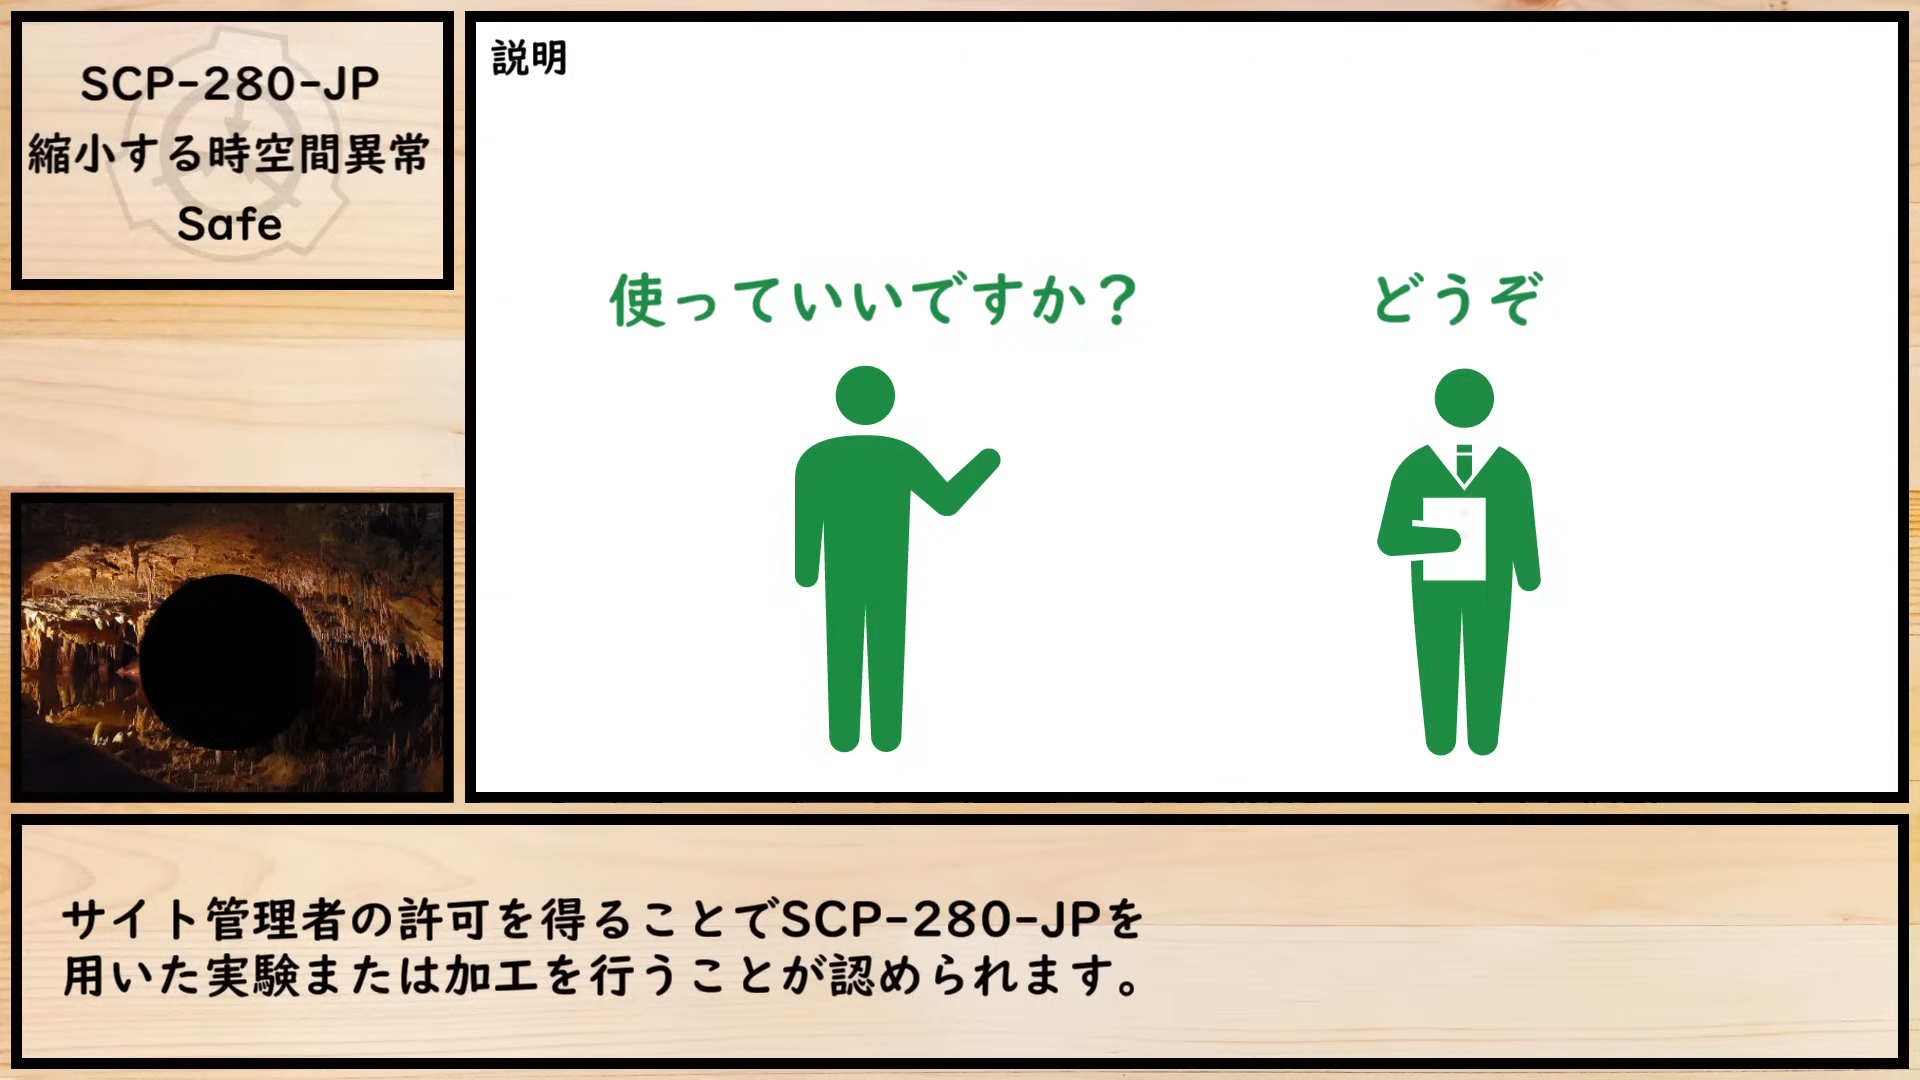 SCP-280-JP
縮小する時空間異常
Safe
説明
使っていいですか？
どうぞ
サイト管理者の許可を得ることでSCP-280-JPを
用いた実験または加工を行うことが認められます。